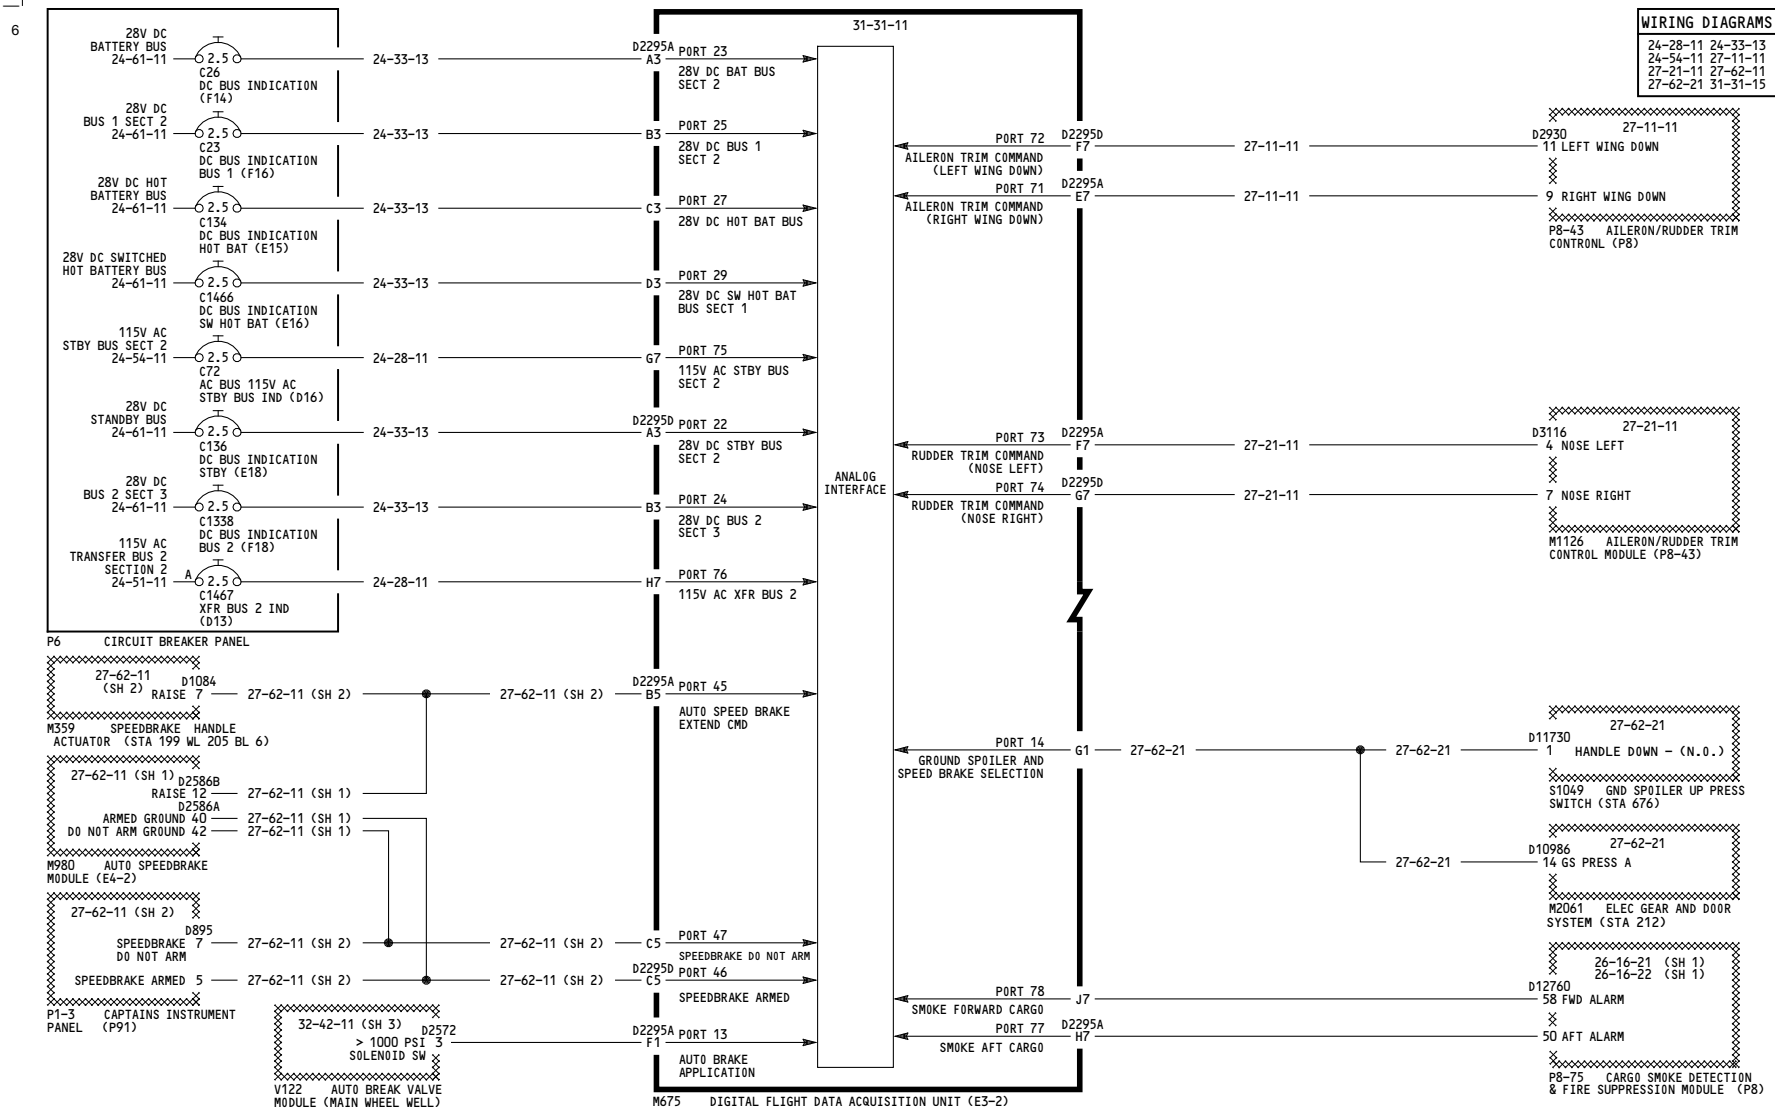 6
28V DC
BATTERY BUS
24-61-11
2.5
C26
DC BUS INDICATION
(F14)
24-33-13
28V DC
BUS 1 SECT 2
24-61-11
2.5
C23
DC BUS INDICATION
BUS 1 (F16)
24-33-13
28V DC HOT
BATTERY BUS
24-61-11
2.5
C134
DC BUS INDICATION
HOT BAT (E15)
24-33-13
28V DC SWITCHED
HOT BATTERY BUS
24-61-11
2.5
C1466
DC BUS INDICATION
SW HOT BAT (E16)
24-33-13
115V AC
STBY BUS SECT 2
24-54-11
2.5
C72
AC BUS 115V AC
STBY BUS IND (D16)
24-28-11
28V DC
STANDBY BUS
24-61-11
2.5
C136
DC BUS INDICATION
STBY (E18)
24-33-13
28V DC
BUS 2 SECT 3
24-61-11
2.5
C1338
DC BUS INDICATION
BUS 2 (F18)
24-33-13
115V AC
TRANSFER BUS 2
SECTION 2
24-51-11
A
2.5
C1467
XFR BUS 2 IND
(D13)
24-28-11
P6 CIRCUIT BREAKER PANEL
27-62-11
(SH 2)
D1084
RAISE 7
27-62-11 (SH 2)
27-62-11 (SH 2)
M359 SPEEDBRAKE HANDLE
ACTUATOR (STA 199 WL 205 BL 6)
27-62-11 (SH 1)
D2586B
RAISE 12
27-62-11 (SH 1)
D2586A
ARMED GROUND 40
27-62-11 (SH 1)
DO NOT ARM GROUND 42
27-62-11 (SH 1)
M980 AUTO SPEEDBRAKE
MODULE (E4-2)
27-62-11 (SH 2)
D895
SPEEDBRAKE 7
DO NOT ARM
27-62-11 (SH 2)
27-62-11 (SH 2)
SPEEDBRAKE ARMED 5
27-62-11 (SH 2)
27-62-11 (SH 2)
P1-3 CAPTAINS INSTRUMENT
PANEL (P91)
32-42-11 (SH 3)
D2572
> 1000 PSI 3
SOLENOID SW
V122 AUTO BREAK VALVE
MODULE (MAIN WHEEL WELL)
31-31-11
D2295A
A3
PORT 23
28V DC BAT BUS
SECT 2
B3
PORT 25
28V DC BUS 1
SECT 2
C3
PORT 27
28V DC HOT BAT BUS
D3
PORT 29
28V DC SW HOT BAT
BUS SECT 1
G7
PORT 75
115V AC STBY BUS
SECT 2
D2295D
A3
PORT 22
28V DC STBY BUS
SECT 2
B3
PORT 24
28V DC BUS 2
SECT 3
H7
PORT 76
115V AC XFR BUS 2
D2295A
B5
PORT 45
AUTO SPEED BRAKE
EXTEND CMD
C5
PORT 47
SPEEDBRAKE DO NOT ARM
D2295D
C5
PORT 46
SPEEDBRAKE ARMED
D2295A
F1
PORT 13
AUTO BRAKE
APPLICATION
ANALOG
INTERFACE
M675 DIGITAL FLIGHT DATA ACQUISITION UNIT (E3-2)
PORT 72
AILERON TRIM COMMAND
(LEFT WING DOWN)
D2295D
F7
27-11-11
PORT 71
AILERON TRIM COMMAND
(RIGHT WING DOWN)
D2295A
E7
27-11-11
PORT 73
RUDDER TRIM COMMAND
(NOSE LEFT)
D2295A
F7
27-21-11
PORT 74
RUDDER TRIM COMMAND
(NOSE RIGHT)
D2295D
G7
27-21-11
PORT 14
GROUND SPOILER AND
SPEED BRAKE SELECTION
G1
27-62-21
27-62-21
27-62-21
PORT 78
SMOKE FORWARD CARGO
J7
PORT 77
SMOKE AFT CARGO
D2295A
H7
WIRING DIAGRAMS
24-28-11 24-33-13
24-54-11 27-11-11
27-21-11 27-62-11
27-62-21 31-31-15
27-11-11
D2930
11 LEFT WING DOWN
9 RIGHT WING DOWN
P8-43 AILERON/RUDDER TRIM
CONTRONL (P8)
27-21-11
D3116
4 NOSE LEFT
7 NOSE RIGHT
M1126 AILERON/RUDDER TRIM
CONTROL MODULE (P8-43)
27-62-21
D11730
1 HANDLE DOWN - (N.O.)
S1049 GND SPOILER UP PRESS
SWITCH (STA 676)
27-62-21
D10986
14 GS PRESS A
M2061 ELEC GEAR AND DOOR
SYSTEM (STA 212)
26-16-21 (SH 1)
26-16-22 (SH 1)
D12760
58 FWD ALARM
50 AFT ALARM
P8-75 CARGO SMOKE DETECTION
& FIRE SUPPRESSION MODULE (P8)